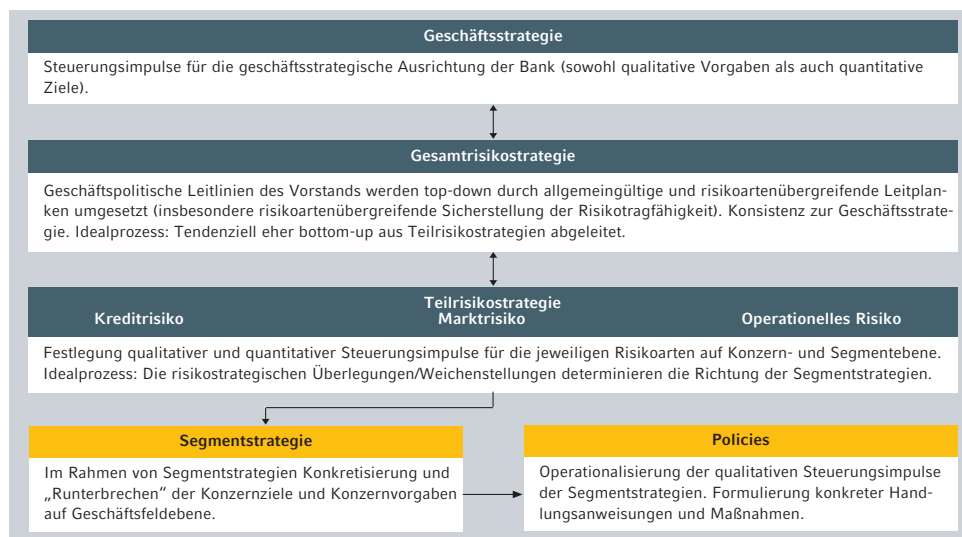 Geschäftsstrategie
Steuerungsimpulse für die geschäftsstrategische Ausrichtung der Bank (sowohl qualitative Vorgaben als auch quantitative
Ziele).
Gesamtrisikostrategie
Geschäftspolitische Leitlinien des Vorstands werden top-down durch allgemeingültige und risikoartenübergreifende Leitplan-
ken umgesetzt (insbesondere risikoartenübergreifende Sicherstellung der Risikotragfähigkeit). Konsistenz zur Geschäftsstrate-
gie. Idealprozess: Tendenziell eher bottom-up aus Teilrisikostrategien abgeleitet.
Teilrisikostrategie
Kreditrisiko Marktrisiko Operationelles Risiko
Festlegung qualitativer und quantitativer Steuerungsimpulse für die jeweiligen Risikoarten auf Konzern- und Segmentebene.
Idealprozess: Die risikostrategischen Überlegungen/Weichenstellungen determinieren die Richtung der Segmentstrategien.
Segmentstrategie
Im Rahmen von Segmentstrategien Konkretisierung und
„Runterbrechen" der Konzernziele und Konzernvorgaben
auf Geschäftsfeldebene.
Policies
Operationalisierung der qualitativen Steuerungsimpulse
der Segmentstrategien. Formulierung konkreter Hand-
lungsanweisungen und Maßnahmen.